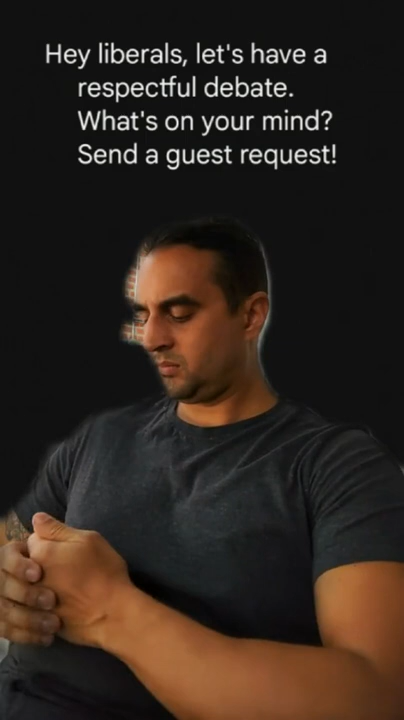 Hey liberals, let's have a
respectful debate.
What's on your mind?
Send a guest request!